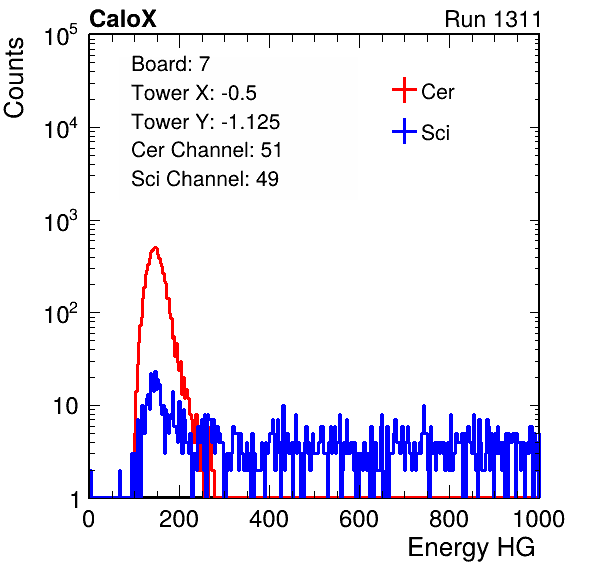 CaloX Run 1311
Counts
10^5
10^4
10^3
10^2
10
1
Board: 7
Tower X: -0.5
Tower Y: -1.125
Cer Channel: 51
Sci Channel: 49
Cer
Sci
0 200 400 600 800 1000
Energy HG